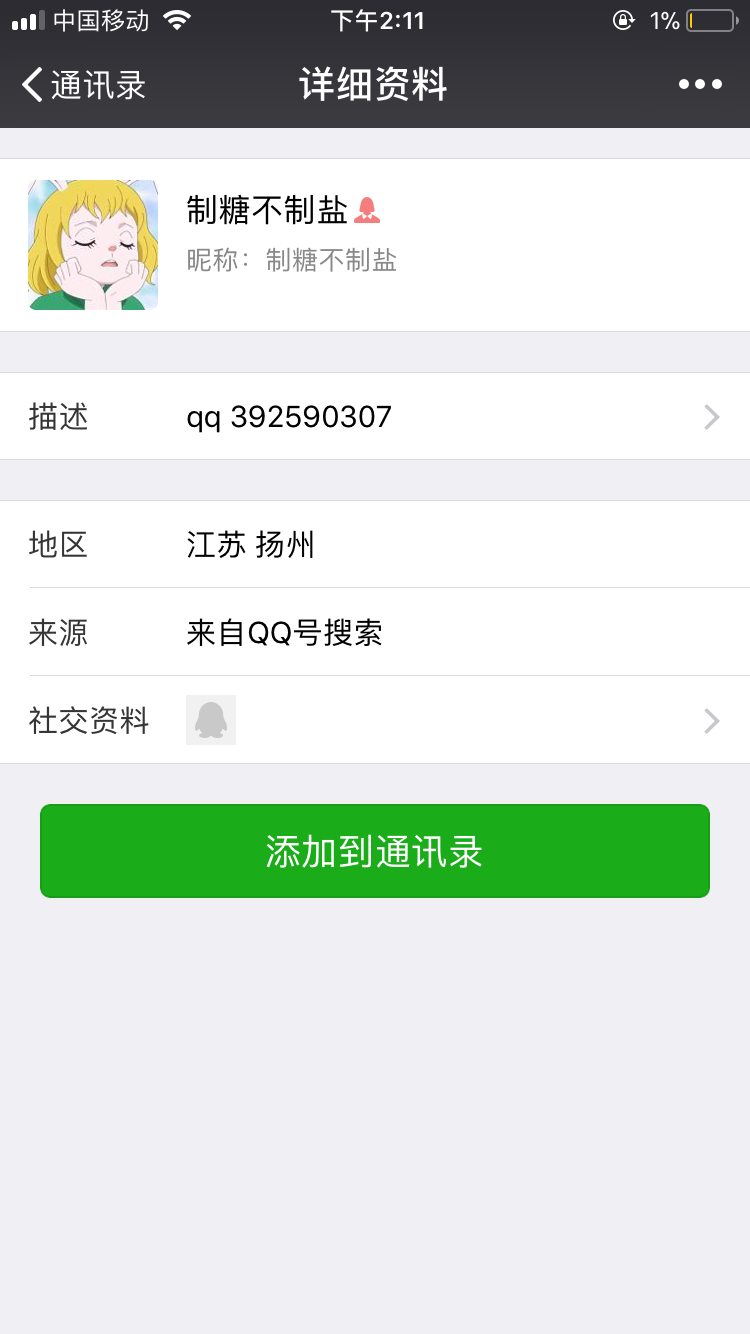 中国移动 下午2:11 1%
通讯录 详细资料
制糖不制盐
昵称：制糖不制盐
描述 qq 392590307
地区 江苏 扬州
来源 来自QQ号搜索
社交资料
添加到通讯录